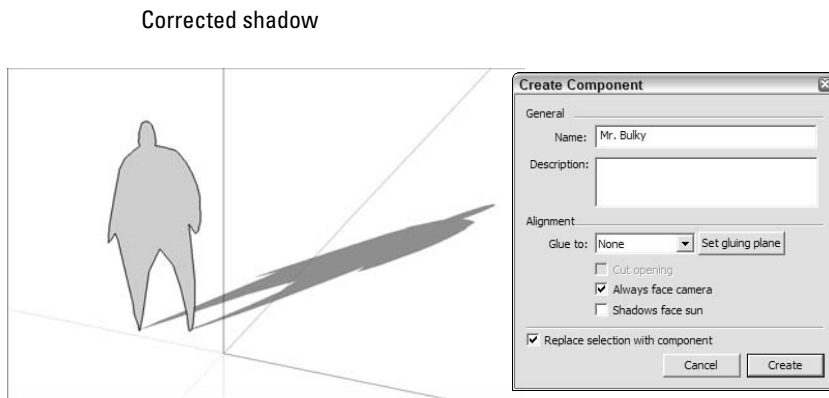 Corrected shadow
Create Component
General
Name: Mr. Bulky
Description:
Alignment
Glue to: None Set gluing plane
Cut opening
Always face camera
Shadows face sun
Replace selection with component
Cancel Create